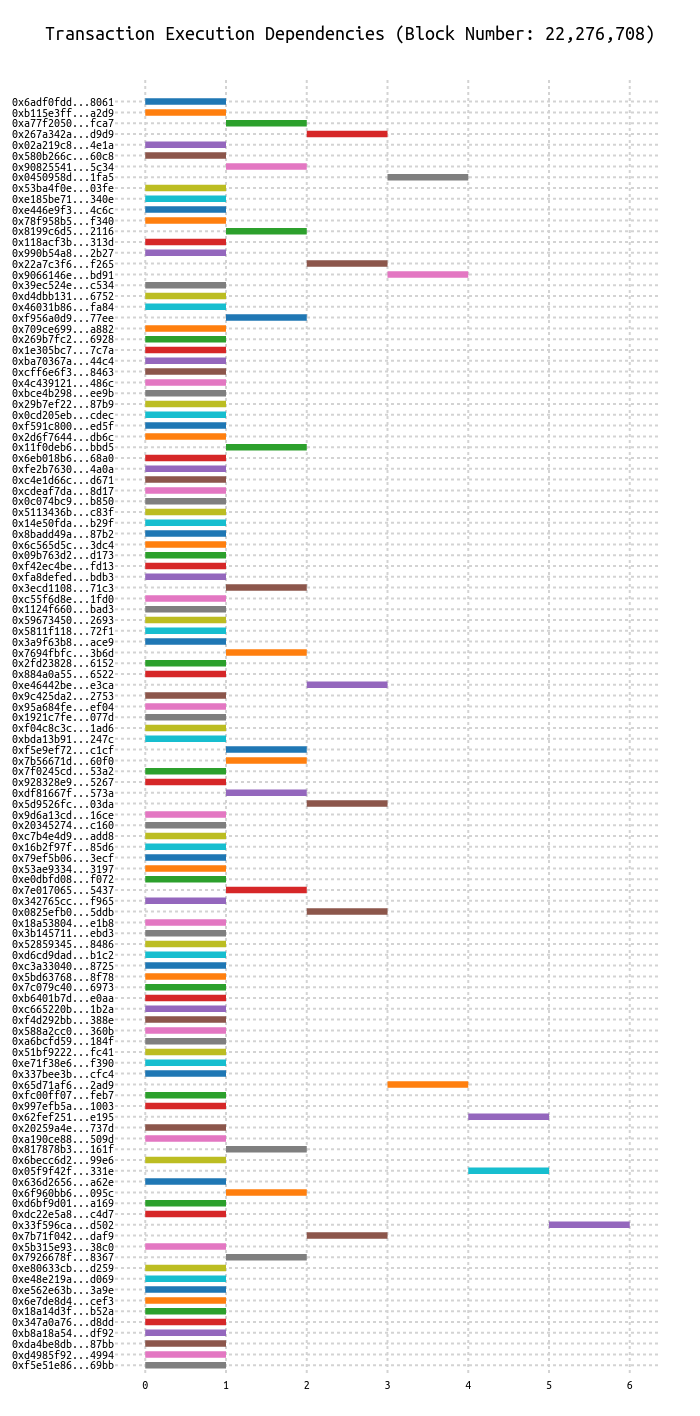 Transaction Execution Dependencies (Block Number: 22,276,708)
0x6adf0fdd...8061
0xb115e3ff...a2d9
0xa77f2050...fca7
0x267a342a...d9d9
0x02a219c8...4e1a
0x580b266c...60c8
0x90825541...5c34
0x0450958d...1fa5
0x53ba4f0e...03fe
0xe185be71...340e
0xe446e9f3...4c6c
0x78f958b5...f340
0x8199c6d5...2116
0x118acf3b...313d
0x990b54a8...2b27
0x22a7c3f6...f265
0x9066146e...bd91
0x39ec524e...c534
0xd4dbb131...6752
0x46031b86...fa84
0xf956a0d9...77ee
0x709ce699...a882
0x269b7fc2...6928
0x1e305bc7...7c7a
0xba70367a...44c4
0xcff6e6f3...8463
0x4c439121...486c
0xbce4b298...ee9b
0x29b7ef22...87b9
0x0cd205eb...cdec
0xf591c800...ed5f
0x2d6f7644...db6c
0x11f0deb6...bbd5
0x6eb018b6...68a0
0xfe2b7630...4a0a
0xc4e1d66c...d671
0xcdeaf7da...8d17
0x0c074bc9...b850
0x5113436b...c83f
0x14e50fda...b29f
0x8badd49a...87b2
0x6c565d5c...3dc4
0x09b763d2...d173
0xf42ec4be...fd13
0xfa8defed...bdb3
0x3ecd1108...71c3
0xc55f6d8e...1fd0
0x1124f660...bad3
0x59673450...2693
0x5811f118...72f1
0x3a9f63b8...ace9
0x7694fbfc...3b6d
0x2fd23828...6152
0x884a0a55...6522
0xe46442be...e3ca
0x9c425da2...2753
0x95a684fe...ef04
0x1921c7fe...077d
0xf04c8c3c...1ad6
0xbda13b91...247c
0xf5e9ef72...c1cf
0x7b56671d...60f0
0x7f0245cd...53a2
0x928328e9...5267
0xdf81667f...573a
0x5d9526fc...03da
0x9d6a13cd...16ce
0x20345274...c160
0xc7b4e4d9...add8
0x16b2f97f...85d6
0x79ef5b06...3ecf
0x53ae9334...3197
0xe0dbfd08...f072
0x7e017065...5437
0x342765cc...f965
0x0825efb0...5ddb
0x18a53804...e1b8
0x3b145711...ebd3
0x52859345...8486
0xd6cd9dad...b1c2
0xc3a33040...8725
0x5bd63768...8f78
0x7c079c40...6973
0xb6401b7d...e0aa
0xc665220b...1b2a
0xf4d292bb...388e
0x588a2cc0...360b
0xa6bcfd59...184f
0x51bf9222...fc41
0xe71f38e6...f390
0x337bee3b...cfc4
0x65d71af6...2ad9
0xfc00ff07...feb7
0x997efb5a...1003
0x62fef251...e195
0x20259a4e...737d
0xa190ce88...509d
0x817878b3...161f
0x6becc6d2...99e6
0x05f9f42f...331e
0x636d2656...a62e
0x6f960bb6...095c
0xd6bf9d01...a169
0xdc22e5a8...c4d7
0x33f596ca...d502
0x7b71f042...daf9
0x5b315e93...38c0
0x7926678f...8367
0xe80633cb...d259
0xe48e219a...d069
0xe562e63b...3a9e
0x6e7de8d4...cef3
0x18a14d3f...b52a
0x347a0a76...d8dd
0xb8a18a54...df92
0xda4be8db...87bb
0xd4985f92...4994
0xf5e51e86...69bb
0 1 2 3 4 5 6